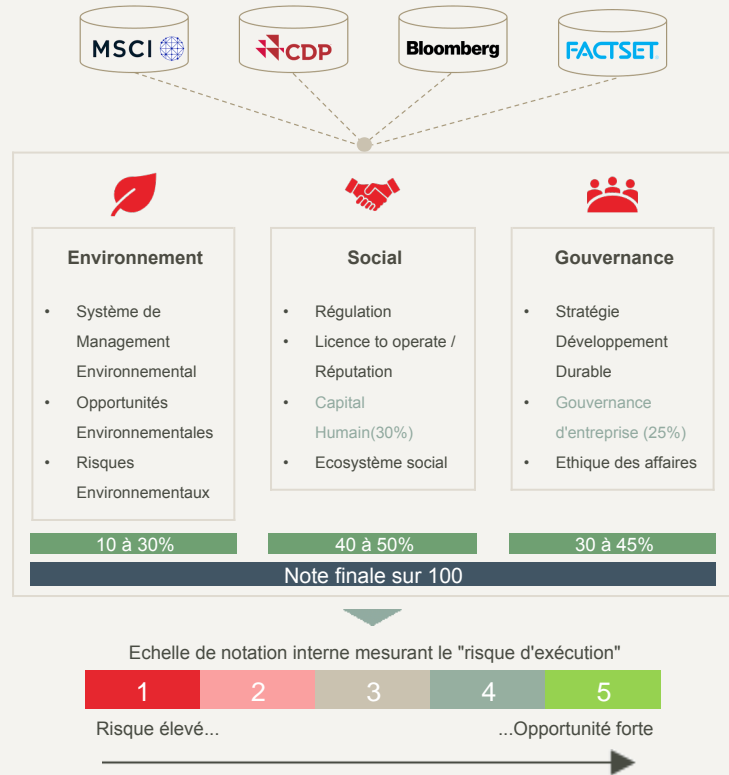 MSCI
CDP
Bloomberg
FACTSET
Environnement
• Système de
Management
Environnemental
• Opportunités
Environnementales
• Risques
Environnementaux
10 à 30%
Social
• Régulation
• Licence to operate /
Réputation
• Capital
Humain(30%)
• Ecosystème social
40 à 50%
Gouvernance
• Stratégie
Développement
Durable
• Gouvernance
d'entreprise (25%)
• Ethique des affaires
30 à 45%
Note finale sur 100
Echelle de notation interne mesurant le "risque d'exécution"
1 2 3 4 5
Risque élevé... ...Opportunité forte